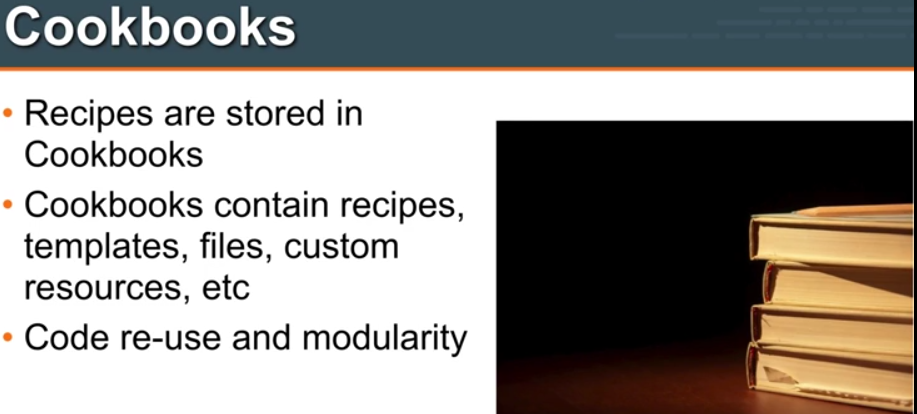 Cookbooks
• Recipes are stored in
Cookbooks
• Cookbooks contain recipes,
templates, files, custom
resources, etc
• Code re-use and modularity